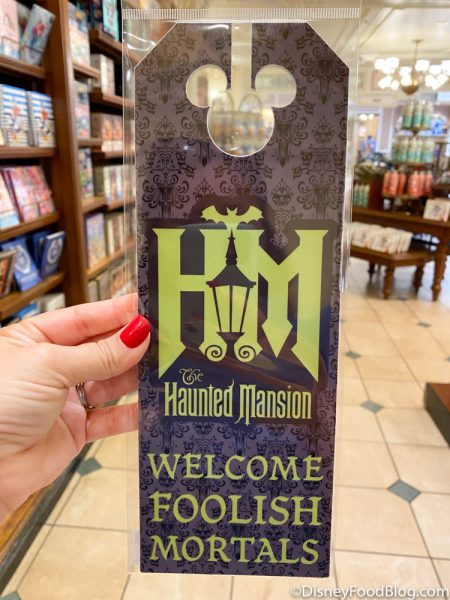 HM
The
Haunted Mansion
WELCOME
FOOLISH
MORTALS
©DisneyFoodBlog.com